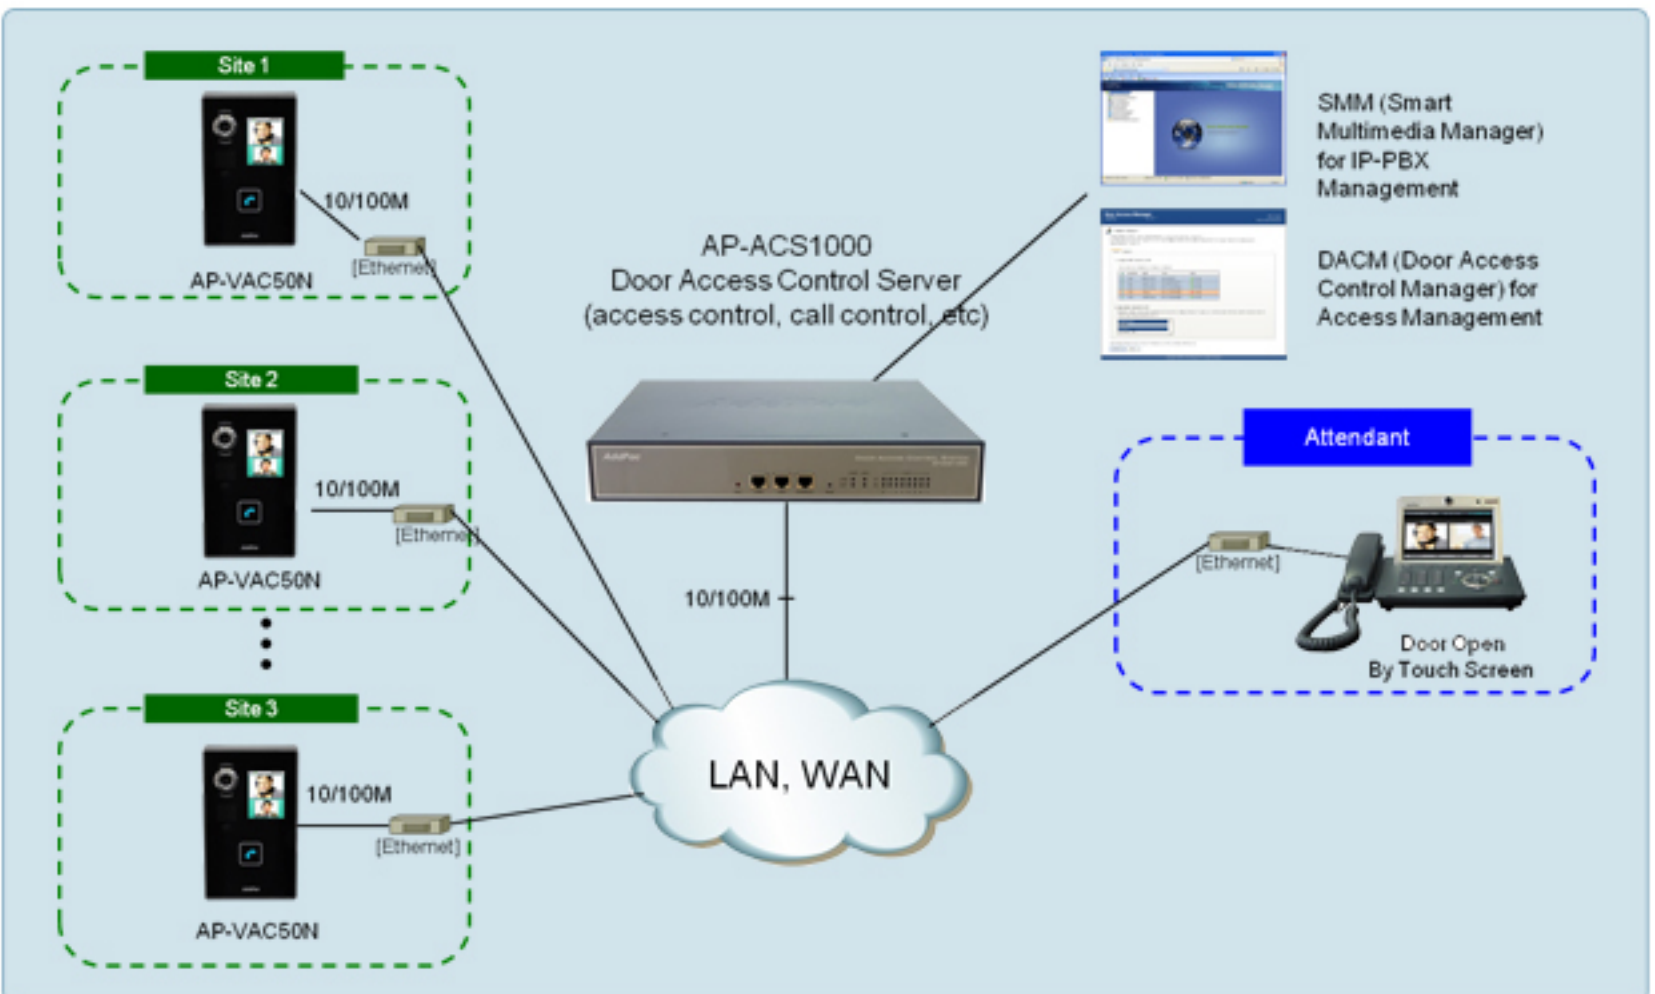 Site 1
10/100M
[Ethernet]
AP-VAC50N
Site 2
10/100M
[Ethernet]
AP-VAC50N
Site 3
10/100M
[Ethernet]
AP-VAC50N
AP-ACS1000
Door Access Control Server
(access control, call control, etc)
AddPac
10/100M
LAN, WAN
SMM (Smart
Multimedia Manager)
for IP-PBX
Management
DACM (Door Access
Control Manager) for
Access Management
Attendant
[Ethernet]
Door Open
By Touch Screen